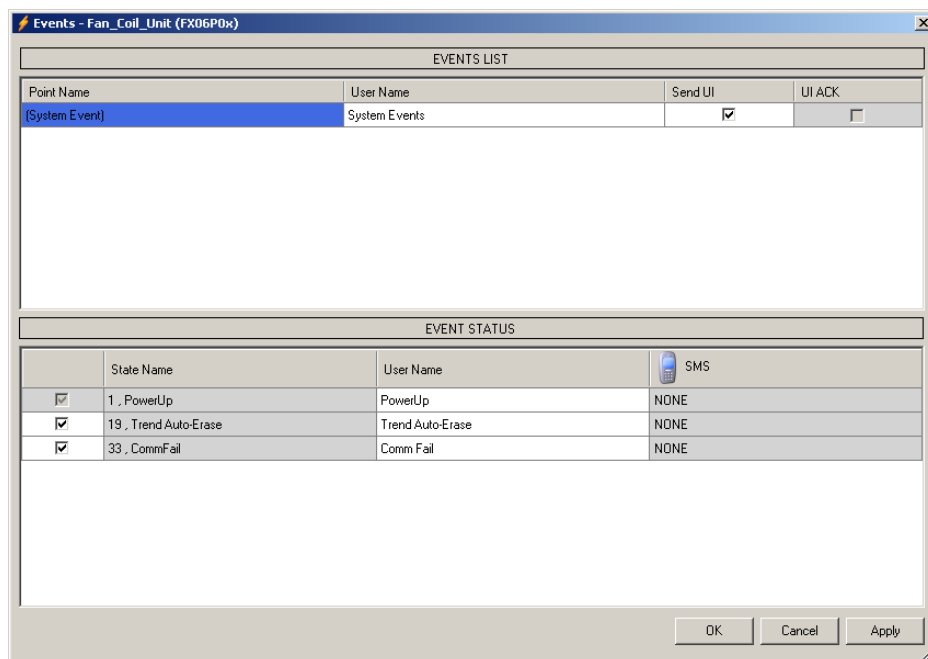 Events - Fan_Coil_Unit (FX06P0x)
EVENTS LIST
Point Name User Name Send UI UI ACK
(System Event) System Events
EVENT STATUS
State Name User Name SMS
1 , PowerUp PowerUp NONE
19 , Trend Auto-Erase Trend Auto-Erase NONE
33 , CommFail Comm Fail NONE
OK Cancel Apply